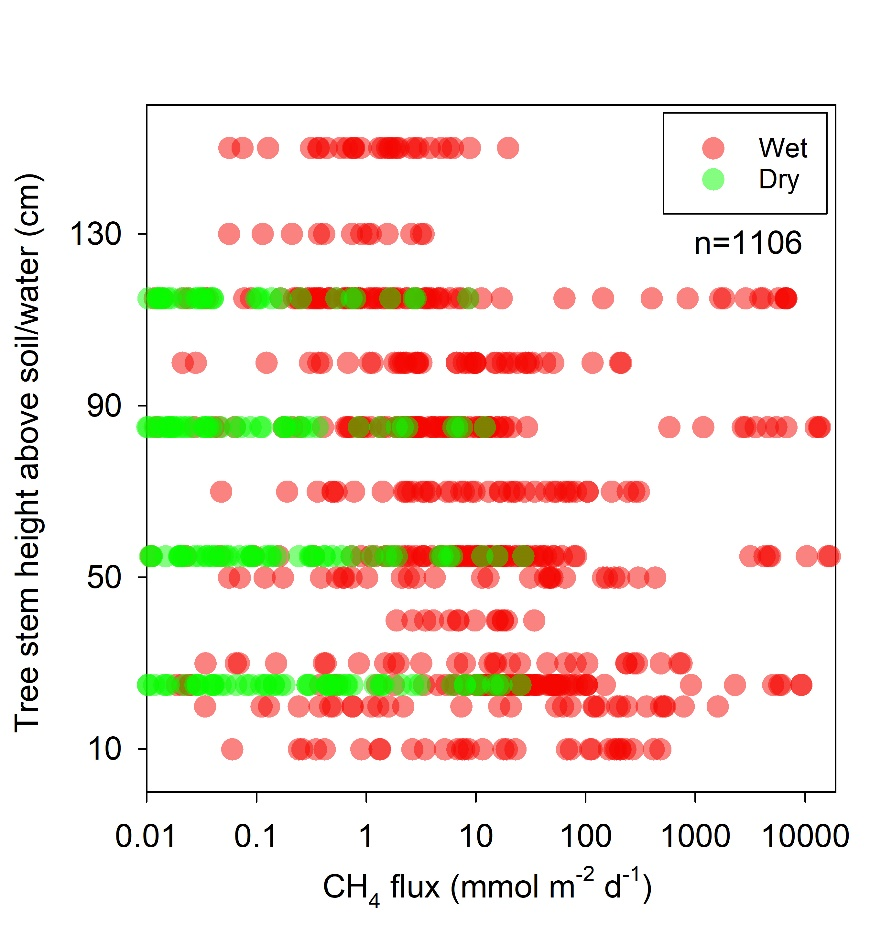 Wet
Dry
n=1106
Tree stem height above soil/water (cm)
130
90
50
10
0.01 0.1 1 10 100 1000 10000
CH₄ flux (mmol m⁻² d⁻¹)